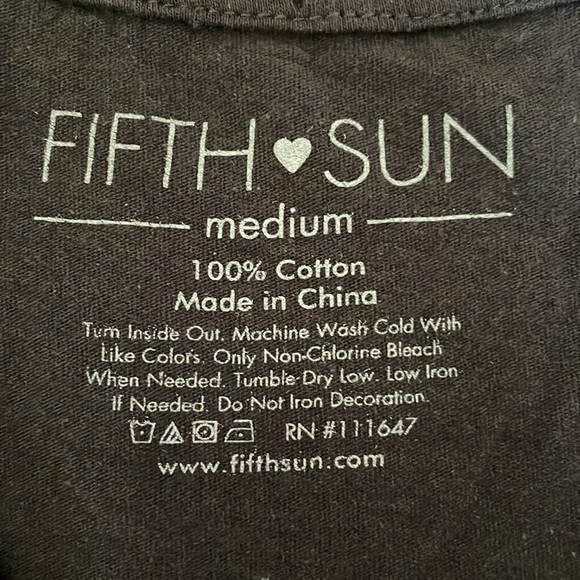 FIFTH ♥ SUN
medium
100% Cotton
Made in China
Turn Inside Out. Machine Wash Cold With
Like Colors. Only Non-Chlorine Bleach
When Needed. Tumble Dry Low. Low Iron
If Needed. Do Not Iron Decoration.
RN #111647
www.fifthsun.com